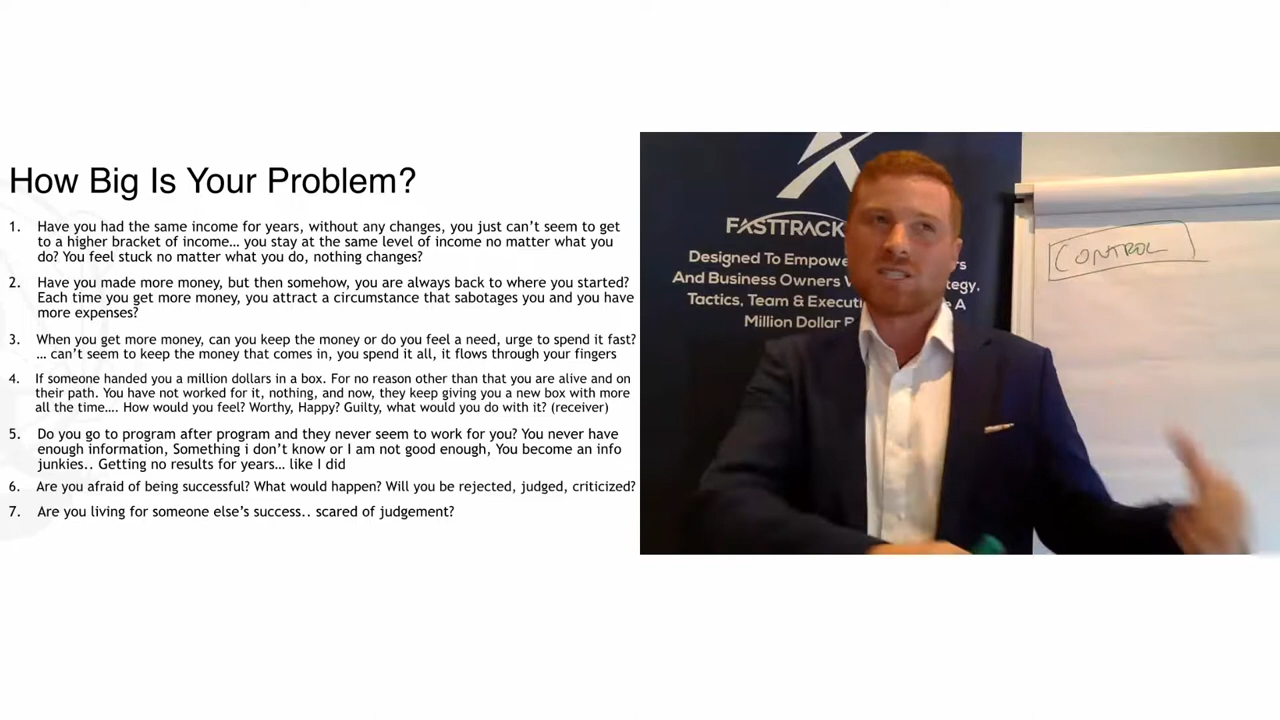 How Big Is Your Problem?
1. Have you had the same income for years, without any changes, you just can't seem to get
to a higher bracket of income… you stay at the same level of income no matter what you
do? You feel stuck no matter what you do, nothing changes?
2. Have you made more money, but then somehow, you are always back to where you started?
Each time you get more money, you attract a circumstance that sabotages you and you have
more expenses?
3. When you get more money, can you keep the money or do you feel a need, urge to spend it fast?
… can't seem to keep the money that comes in, you spend it all, it flows through your fingers
4. If someone handed you a million dollars in a box. For no reason other than that you are alive and on
their path. You have not worked for it, nothing, and now, they keep giving you a new box with more
all the time…. How would you feel? Worthy, Happy? Guilty, what would you do with it? (receiver)
5. Do you go to program after program and they never seem to work for you? You never have
enough information, Something i don't know or I am not good enough, You become an info
junkies.. Getting no results for years… like I did
6. Are you afraid of being successful? What would happen? Will you be rejected, judged, criticized?
7. Are you living for someone else's success.. scared of judgement?
FASTTRACK
Designed To
And Business Owners
Tactics, Team & A
Million Dollar
CONTROL